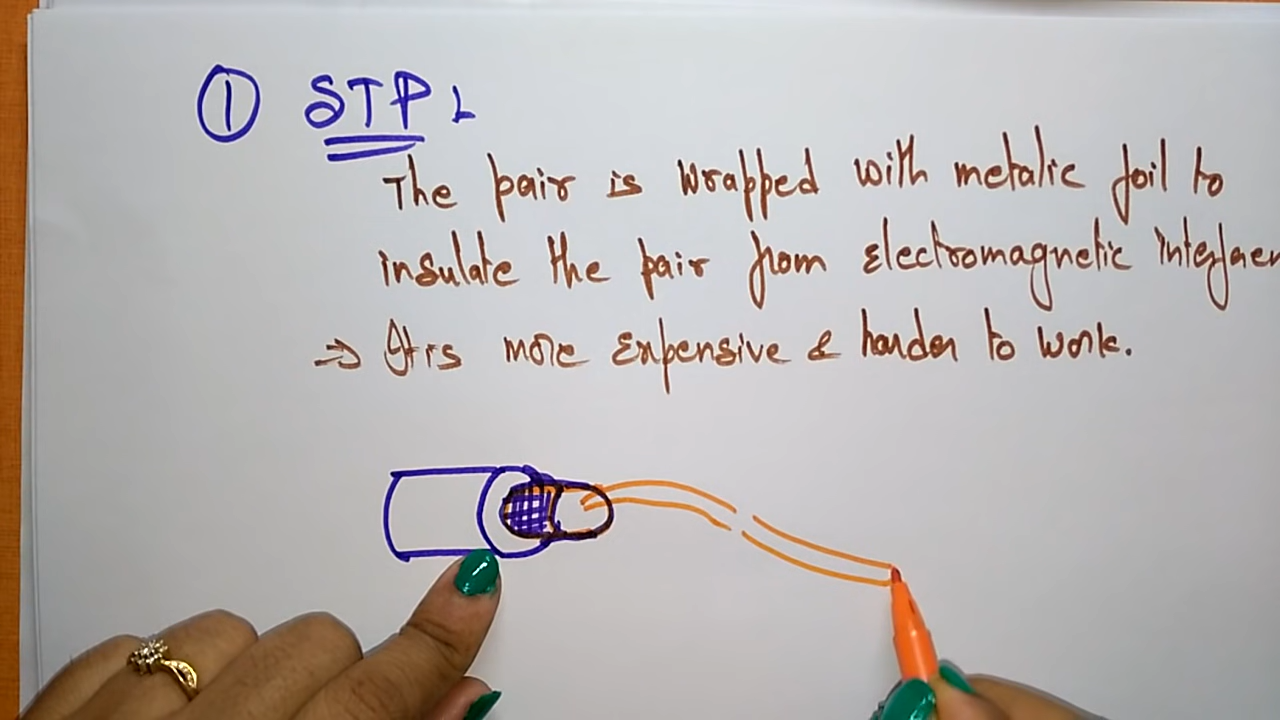 ① STP :
The pair is wrapped with metalic foil to
insulate the pair from Electromagnetic
⇒ It is more Expensive & harder to work.